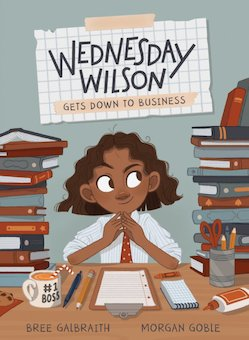 WEDNESDAY
WILSON
GETS DOWN TO BUSINESS
#1
BOSS
BREE GALBRAITH
MORGAN GOBLE